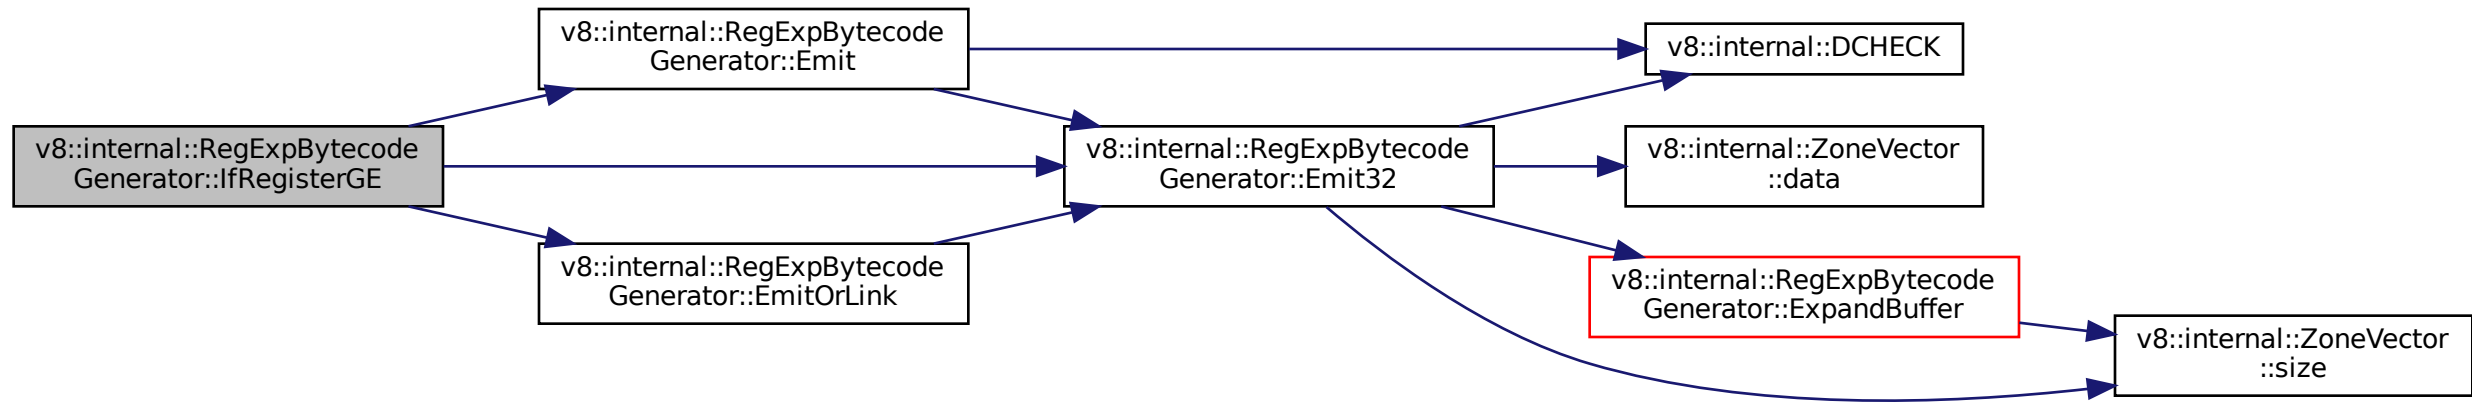 v8::internal::RegExpBytecode
Generator::IfRegisterGE
v8::internal::RegExpBytecode
Generator::Emit
v8::internal::RegExpBytecode
Generator::EmitOrLink
v8::internal::RegExpBytecode
Generator::Emit32
v8::internal::DCHECK
v8::internal::ZoneVector
::data
v8::internal::RegExpBytecode
Generator::ExpandBuffer
v8::internal::ZoneVector
::size